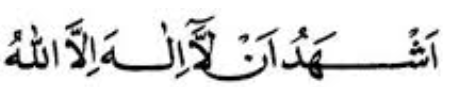 اَشْهَدُ اَنْ لَّآ اِلٰهَ اِلَّا اللّٰهُ